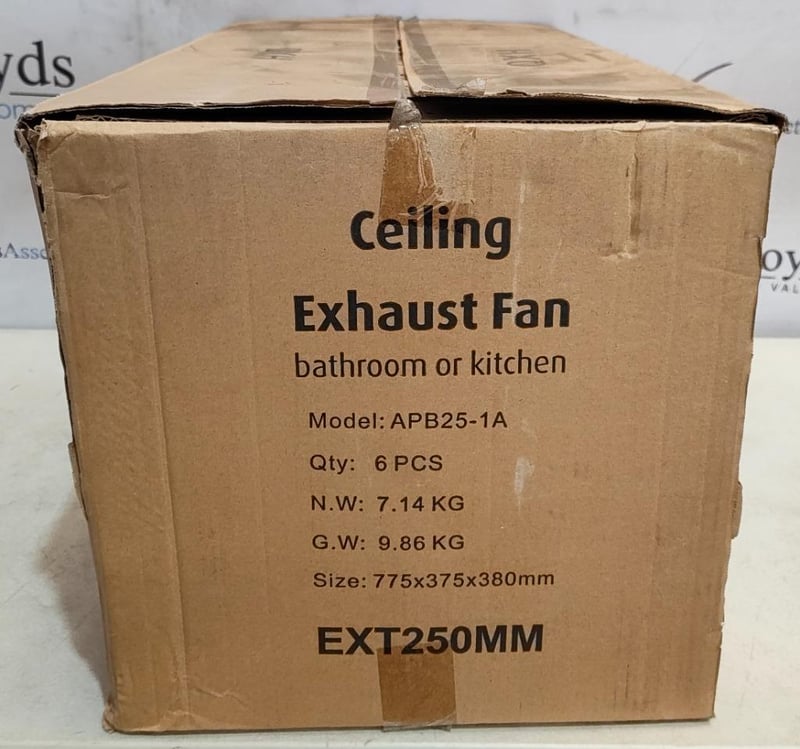 Ceiling
Exhaust Fan
bathroom or kitchen
Model: APB25-1A
Qty: 6 PCS
N.W: 7.14 KG
G.W: 9.86 KG
Size: 775x375x380mm
EXT250MM